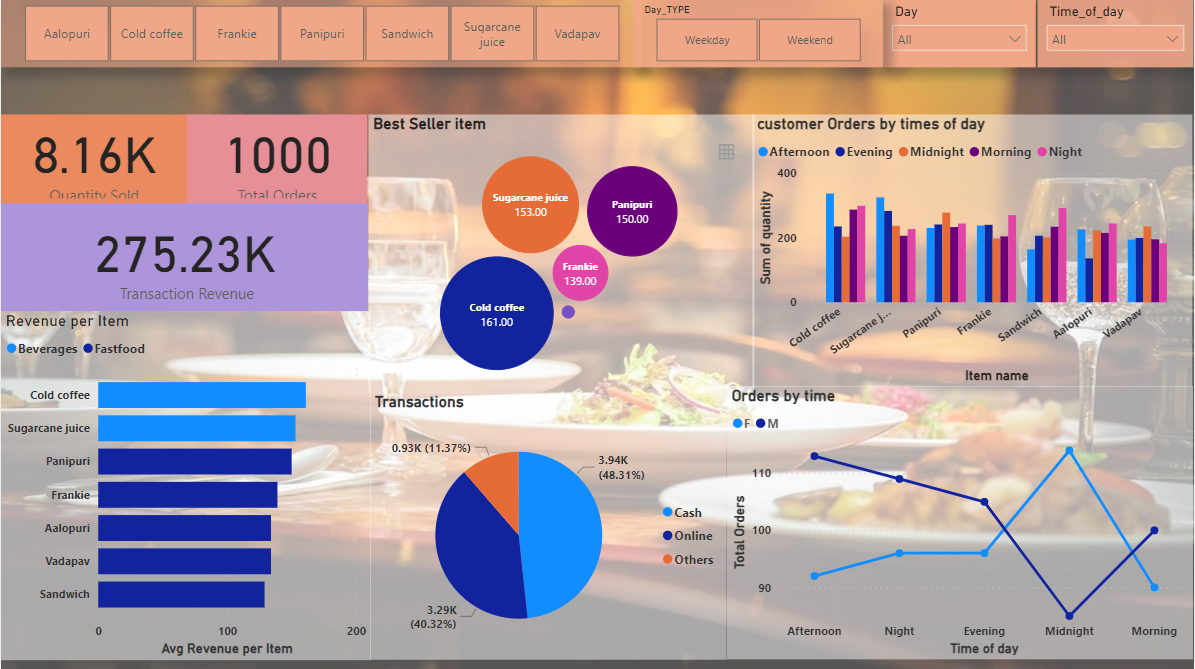 Aalopuri
Cold coffee
Frankie
Panipuri
Sandwich
Sugarcane
juice
Vadapav
Day_TYPE
Weekday
Weekend
Day
All
Time_of_day
All
8.16K
Quantity Sold
1000
Total Orders
275.23K
Transaction Revenue
Revenue per Item
Beverages
Fastfood
Cold coffee
Sugarcane juice
Panipuri
Frankie
Aalopuri
Vadapav
Sandwich
0
100
200
Avg Revenue per Item
Best Seller item
Sugarcane juice
153.00
Panipuri
150.00
Frankie
139.00
Cold coffee
161.00
Transactions
0.93K (11.37%)
3.94K
(48.31%)
3.29K
(40.32%)
Cash
Online
Others
customer Orders by times of day
Afternoon
Evening
Midnight
Morning
Night
Sum of quantity
400
200
0
Cold coffee
Sugarcane j...
Panipuri
Frankie
Sandwich
Aalopuri
Vadapav
Item name
Orders by time
F
M
Total Orders
110
100
90
Afternoon
Night
Evening
Midnight
Morning
Time of day